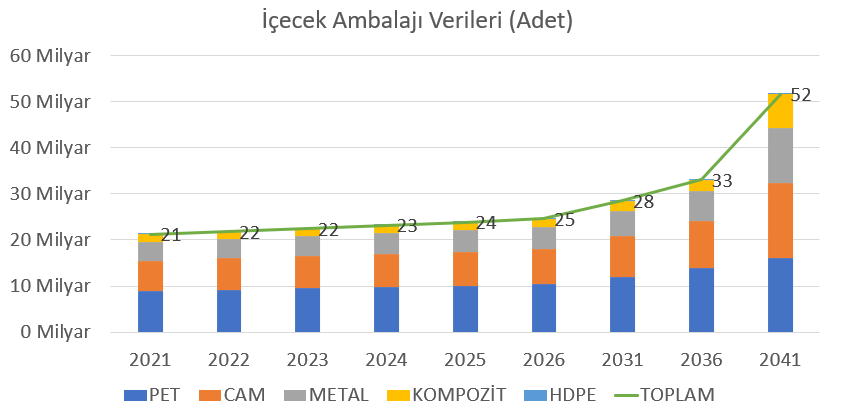 İçecek Ambalajı Verileri (Adet)
60 Milyar
50 Milyar
40 Milyar
30 Milyar
20 Milyar
10 Milyar
0 Milyar
21
22
22
23
24
25
28
33
52
2021 2022 2023 2024 2025 2026 2031 2036 2041
PET CAM METAL KOMPOZİT HDPE TOPLAM